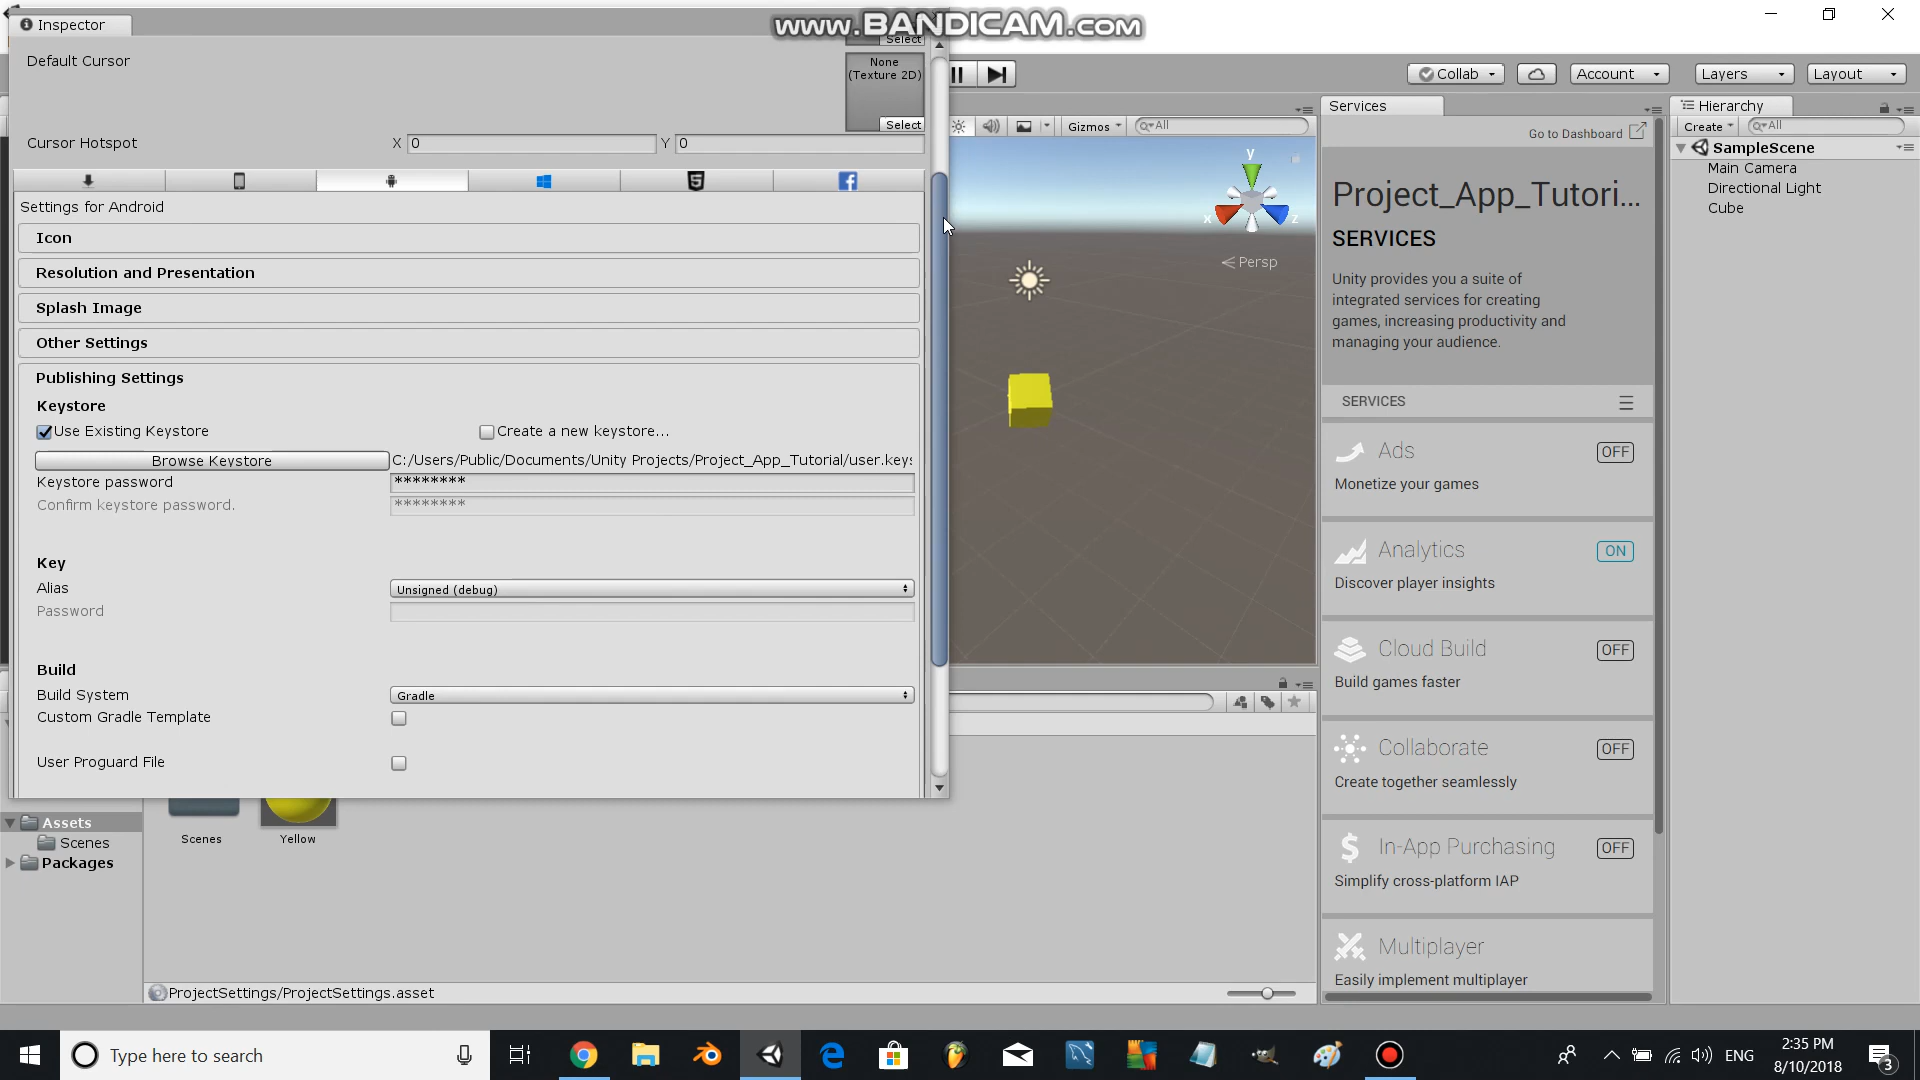 Inspector
www.BANDICAM.com
Select
Default Cursor
None
(Texture 2D)
Select
Cursor Hotspot
X 0
Y 0
Settings for Android
Icon
Resolution and Presentation
Splash Image
Other Settings
Publishing Settings
Keystore
Use Existing Keystore
Create a new keystore...
Browse Keystore
C:/Users/Public/Documents/Unity Projects/Project_App_Tutorial/user.keys
Keystore password
********
Confirm keystore password.
********
Key
Alias
Unsigned (debug)
Password
Build
Build System
Gradle
Custom Gradle Template
User Proguard File
Collab
Account
Layers
Layout
Gizmos
All
y
x
z
Persp
Services
Go to Dashboard
Project_App_Tutori...
SERVICES
Unity provides you a suite of
integrated services for creating
games, increasing productivity and
managing your audience.
SERVICES
Ads
OFF
Monetize your games
Analytics
ON
Discover player insights
Cloud Build
OFF
Build games faster
Collaborate
OFF
Create together seamlessly
In-App Purchasing
OFF
Simplify cross-platform IAP
Multiplayer
Easily implement multiplayer
Hierarchy
Create
All
SampleScene
Main Camera
Directional Light
Cube
Assets
Scenes
Packages
Scenes
Yellow
ProjectSettings/ProjectSettings.asset
Type here to search
ENG
2:35 PM
8/10/2018
3